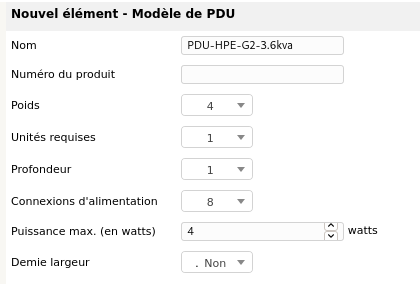 Nouvel élément - Modèle de PDU
Nom PDU-HPE-G2-3.6kva
Numéro du produit
Poids 4
Unités requises 1
Profondeur 1
Connexions d'alimentation 8
Puissance max. (en watts) 4 watts
Demie largeur . Non